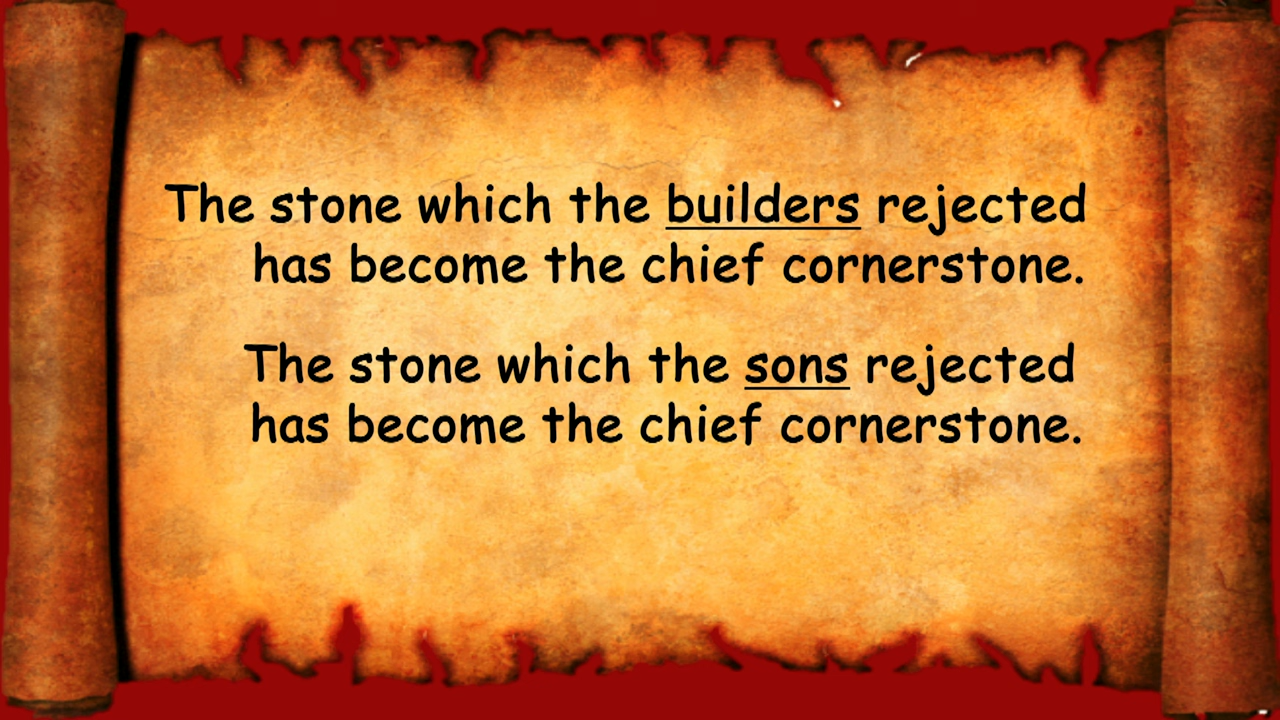 The stone which the builders rejected
has become the chief cornerstone.
The stone which the sons rejected
has become the chief cornerstone.